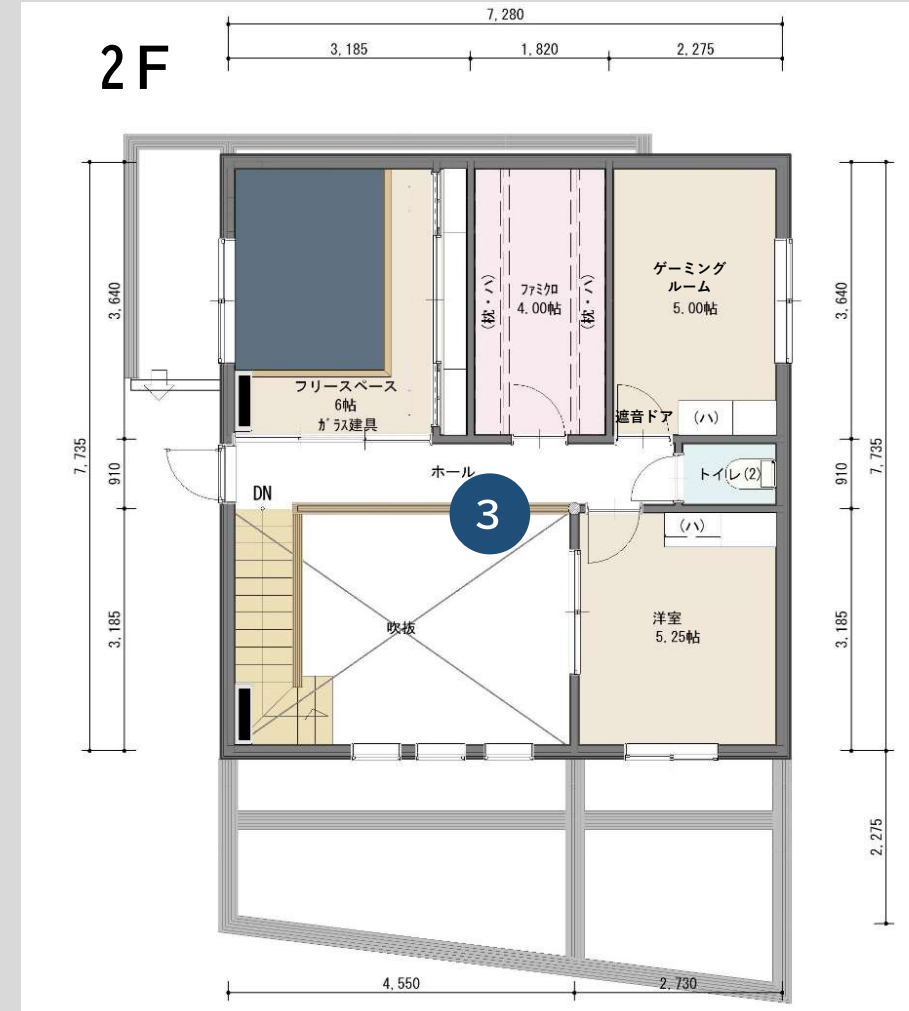 2F
7,280
3,185
1,820
2,275
7,735
3,640
910
3,185
3,640
910
3,185
7,735
2,275
フリースペース
6帖
ｶﾞﾗｽ建具
ﾌｧﾐｸﾛ
4.00帖
(枕・ハ)
(枕・ハ)
ゲーミング
ルーム
5.00帖
遮音ドア
(ハ)
ホール
トイレ(2)
DN
3
(ハ)
吹抜
洋室
5.25帖
4,550
2,730